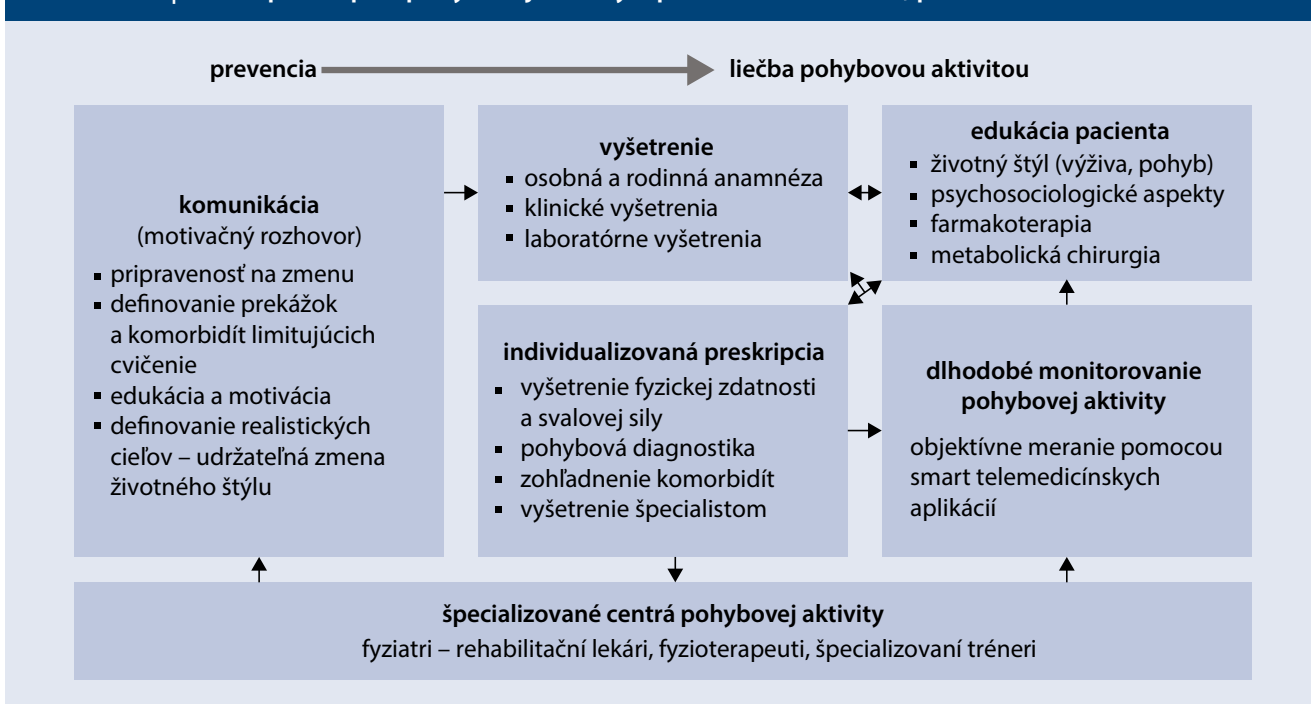 prevencia
liečba pohybovou aktivitou
komunikácia
(motivačný rozhovor)
▪ pripravenosť na zmenu
▪ definovanie prekážok
a komorbidít limitujúcich
cvičenie
▪ edukácia a motivácia
▪ definovanie realistických
cieľov – udržateľná zmena
životného štýlu
vyšetrenie
▪ osobná a rodinná anamnéza
▪ klinické vyšetrenia
▪ laboratórne vyšetrenia
edukácia pacienta
▪ životný štýl (výživa, pohyb)
▪ psychosociologické aspekty
▪ farmakoterapia
▪ metabolická chirurgia
individualizovaná preskripcia
▪ vyšetrenie fyzickej zdatnosti
a svalovej sily
▪ pohybová diagnostika
▪ zohľadnenie komorbidít
▪ vyšetrenie špecialistom
dlhodobé monitorovanie
pohybovej aktivity
objektívne meranie pomocou
smart telemedicínskych
aplikácií
špecializované centrá pohybovej aktivity
fyziatri – rehabilitační lekári, fyzioterapeuti, špecializovaní tréneri